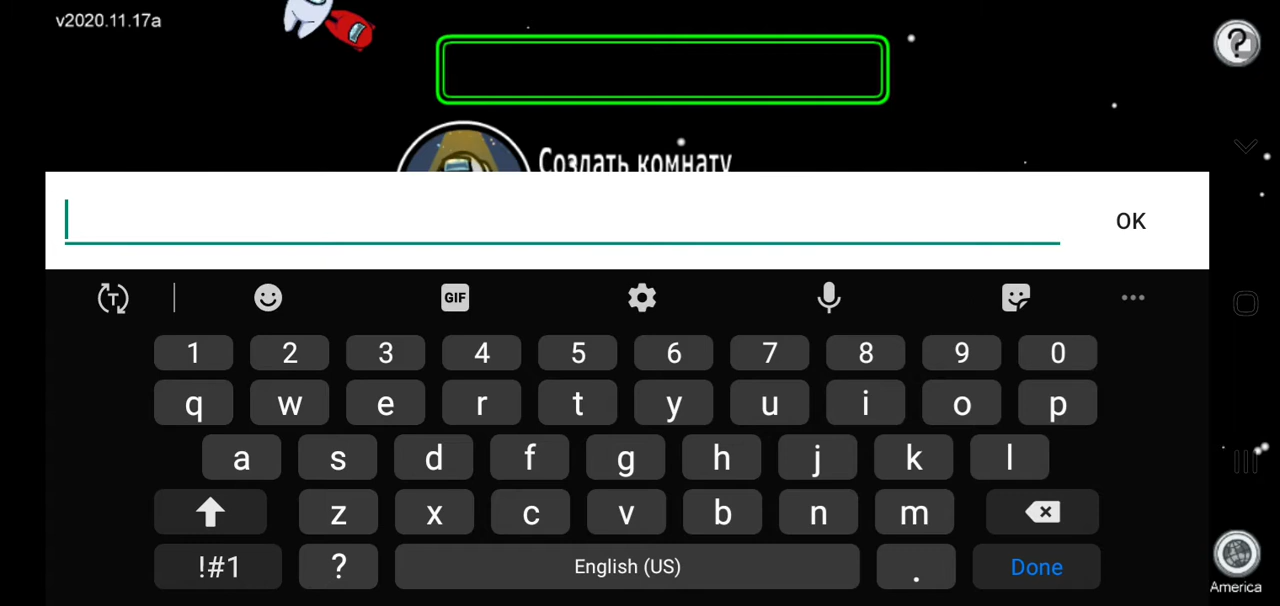 v2020.11.17a
Создать комнату
OK
T
GIF
1 2 3 4 5 6 7 8 9 0
q w e r t y u i o p
a s d f g h j k l
z x c v b n m
!#1 ? English (US) . Done
America